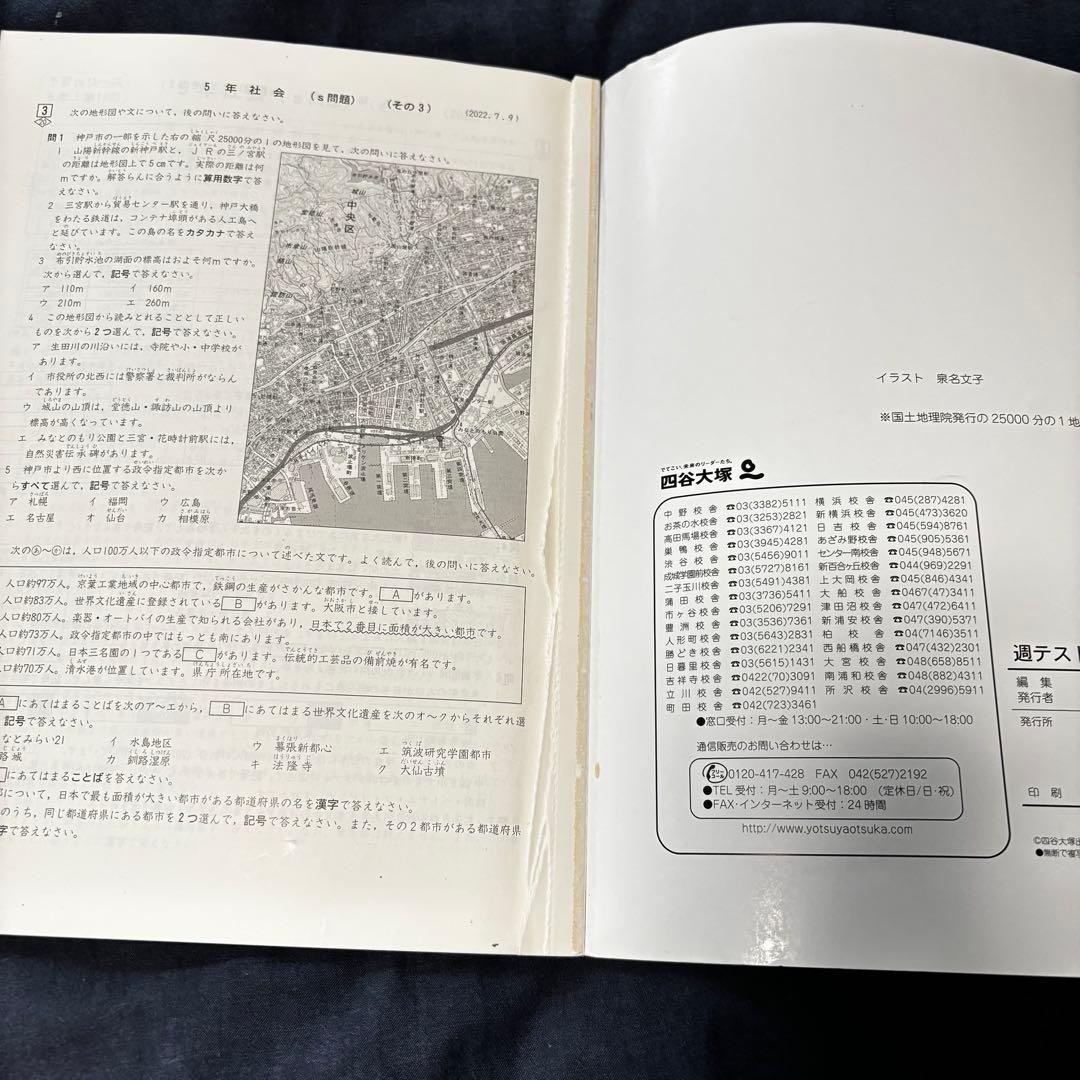 5年社会 (s問題) (その3) (2022.7.9)
3
20
次の地形図や文について，後の問いに答えなさい。
問1 神戸市の一部を示した右の縮尺25000分の1の地形図を見て，次の問いに答えなさい。
1 山陽新幹線の新神戸駅と，JRの三ノ宮駅
の距離は地形図上で5cmです。実際の距離は何
mですか。解答らんに合うように算用数字で答
えなさい。
2 三宮駅から貿易センター駅を通り，神戸大橋
をわたる鉄道は，コンテナ埠頭がある人工島へ
と延びています。この島の名をカタカナで答え
なさい。
3 布引貯水池の湖面の標高はおよそ何mですか。
次から選んで，記号で答えなさい。
ア 110m イ 160m
ウ 210m エ 260m
4 この地形図から読みとれることとして正しい
ものを次から2つ選んで，記号で答えなさい。
ア 生田川の川沿いには，寺院や小・中学校が
あります。
イ 市役所の北西には警察署と裁判所がならん
であります。
ウ 城山の山頂は，堂徳山・諏訪山の山頂より
標高が高くなっています。
エ みなとのもり公園と三宮・花時計前駅には，
自然災害伝承碑があります。
5 神戸市より西に位置する政令指定都市を次か
らすべて選んで，記号で答えなさい。
ア 札幌 イ 福岡 ウ 広島
エ 名古屋 オ 仙台 カ 相模原
城山
中央区
次のあ～かは，人口100万人以下の政令指定都市について述べた文です。よく読んで，後の問いに答えなさい。
人口約97万人。京葉工業地域の中心都市で，鉄鋼の生産がさかんな都市です。Aがあります。
人口約83万人。世界文化遺産に登録されているBがあります。大阪市と接しています。
人口約80万人。楽器・オートバイの生産で知られる会社があり，日本で2番目に面積が大きい都市です。
人口約73万人。政令指定都市の中ではもっとも南にあります。
人口約71万人。日本三名園の1つであるCがあります。伝統的工芸品の備前焼が有名です。
人口約70万人。清水港が位置しています。県庁所在地です。
Aにあてはまることばを次のア～エから，Bにあてはまる世界文化遺産を次のオ～クからそれぞれ選
記号で答えなさい。
なとみらい21 イ 水島地区 ウ 幕張新都心 エ 筑波研究学園都市
路城 カ 釧路湿原 キ 法隆寺 ク 大仙古墳
にあてはまることばを答えなさい。
について，日本で最も面積が大きい都市がある都道府県の名を漢字で答えなさい。
のうち，同じ都道府県にある都市を2つ選んで，記号で答えなさい。また，その2都市がある都道府県
字で答えなさい。
イラスト 泉名文子
※国土地理院発行の25000分の1地
でてこい、未来のリーダーたち。
四谷大塚
中野校舎 ☎03(3382)5111
お茶の水校舎 ☎03(3253)2821
高田馬場校舎 ☎03(3367)4121
巣鴨校舎 ☎03(3945)4281
渋谷校舎 ☎03(5456)9011
成城学園前校舎 ☎03(5727)8161
二子玉川校舎 ☎03(5491)4381
蒲田校舎 ☎03(3736)5411
市ヶ谷校舎 ☎03(5206)7291
豊洲校舎 ☎03(3536)7361
人形町校舎 ☎03(5643)2831
勝どき校舎 ☎03(6221)2341
日暮里校舎 ☎03(5615)1431
吉祥寺校舎 ☎0422(70)3091
立川校舎 ☎042(527)9411
町田校舎 ☎042(723)3461
横浜校舎 ☎045(287)4281
新横浜校舎 ☎045(473)3620
日吉校舎 ☎045(594)8761
あざみ野校舎 ☎045(905)5361
センター南校舎 ☎045(948)5671
新百合ヶ丘校舎 ☎044(969)2291
上大岡校舎 ☎045(846)4341
大船校舎 ☎0467(47)3411
津田沼校舎 ☎047(472)6411
新浦安校舎 ☎047(390)5371
柏校舎 ☎04(7146)3511
西船橋校舎 ☎047(432)2301
大宮校舎 ☎048(658)8511
南浦和校舎 ☎048(882)4311
所沢校舎 ☎04(2996)5911
●窓口受付：月～金 13:00～21:00・土・日 10:00～18:00
通信販売のお問い合わせは…
フリーコール 0120-417-428 FAX 042(527)2192
●TEL受付：月～土 9:00～18:00 (定休日/日・祝)
●FAX・インターネット受付：24時間
http://www.yotsuyaotsuka.com
週テスト
編集
発行者
発行所
印刷
©四谷大塚出
●無断で複写